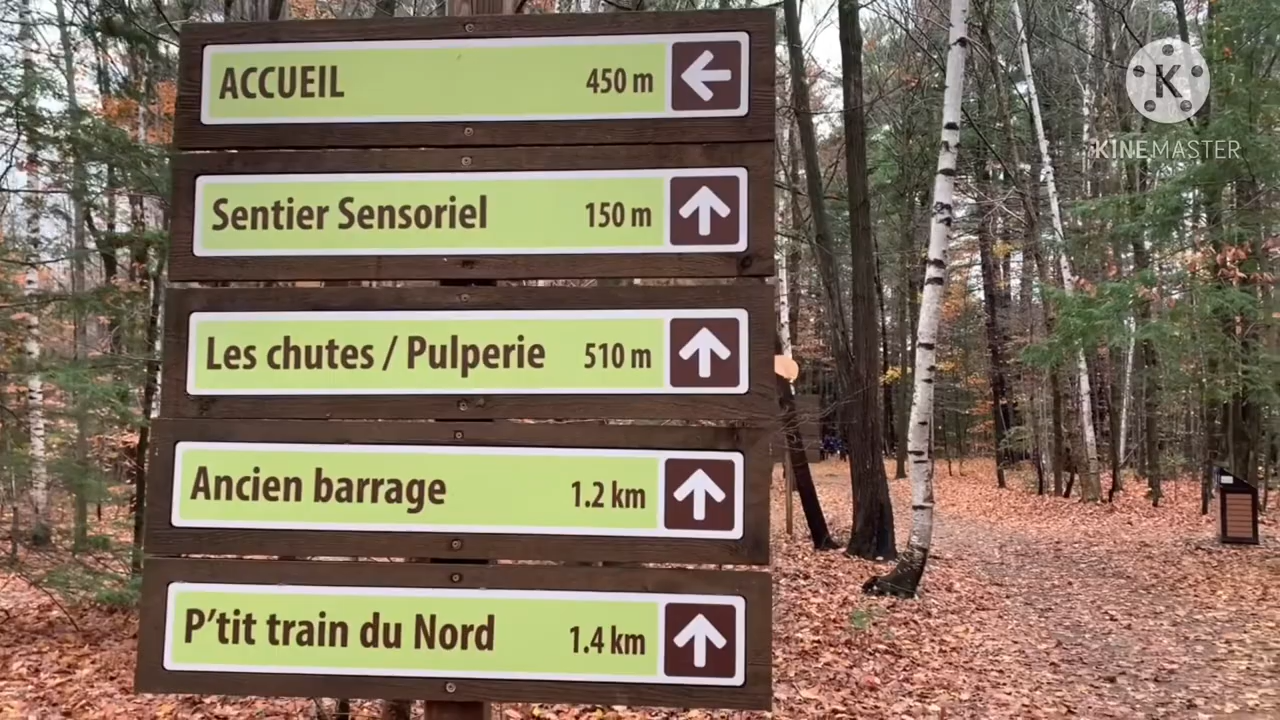 ACCUEIL 450 m
Sentier Sensoriel 150 m
Les chutes / Pulperie 510 m
Ancien barrage 1.2 km
P'tit train du Nord 1.4 km
K
KINEMASTER